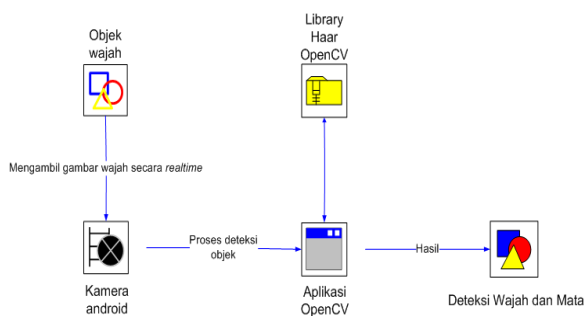 Objek
wajah
Library
Haar
OpenCV
Mengambil gambar wajah secara realtime
Proses deteksi
objek
Hasil
Kamera
android
Aplikasi
OpenCV
Deteksi Wajah dan Mata